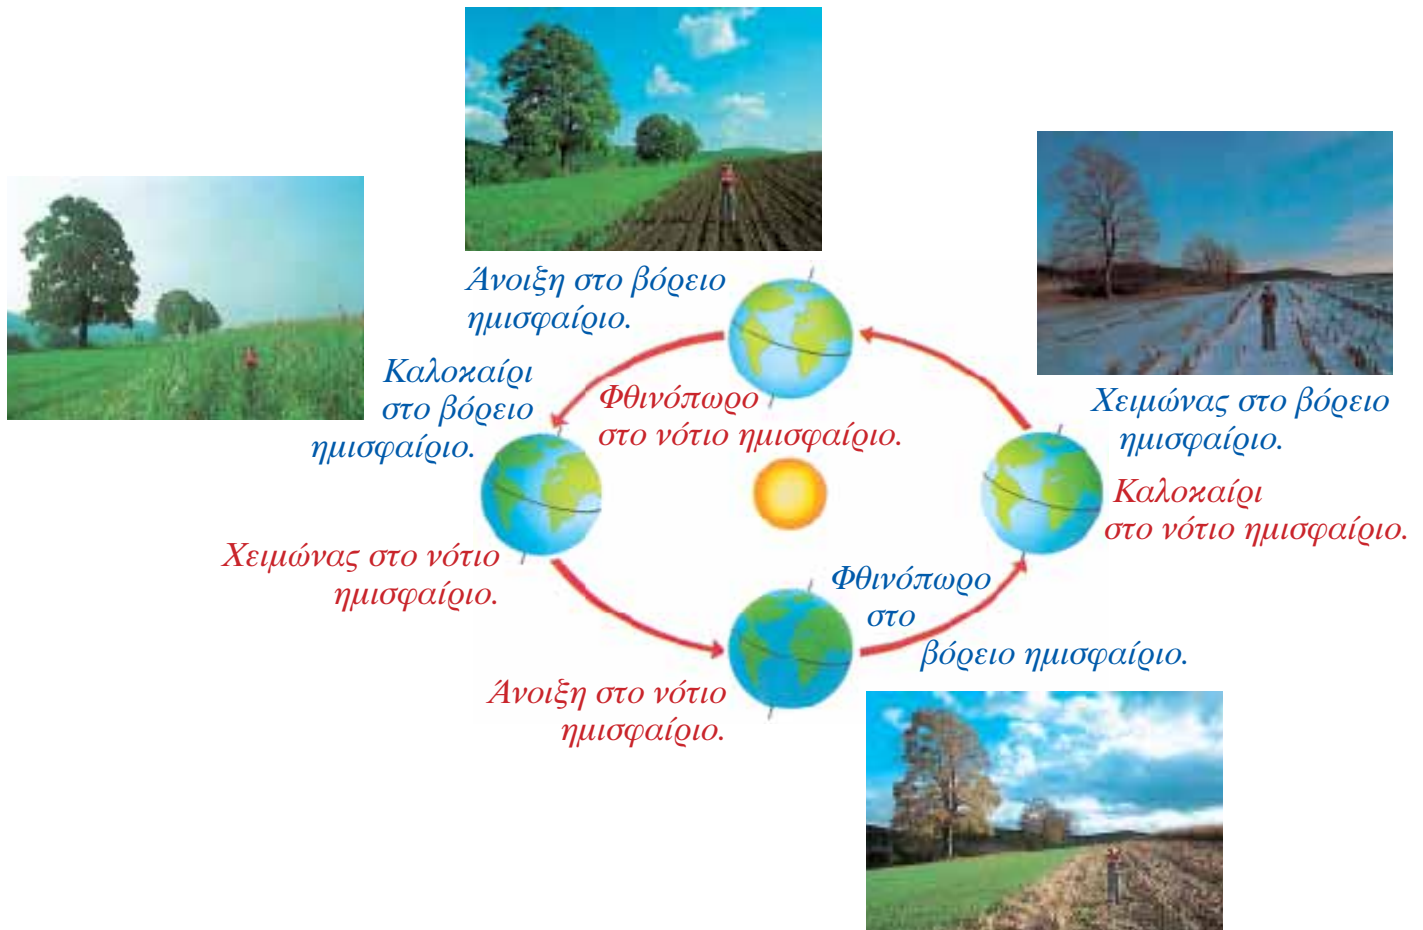 Άνοιξη στο βόρειο
ημισφαίριο.
Καλοκαίρι
στο βόρειο
ημισφαίριο.
Φθινόπωρο
στο νότιο ημισφαίριο.
Χειμώνας στο βόρειο
ημισφαίριο.
Καλοκαίρι
στο νότιο ημισφαίριο.
Χειμώνας στο νότιο
ημισφαίριο.
Φθινόπωρο
στο
βόρειο ημισφαίριο.
Άνοιξη στο νότιο
ημισφαίριο.